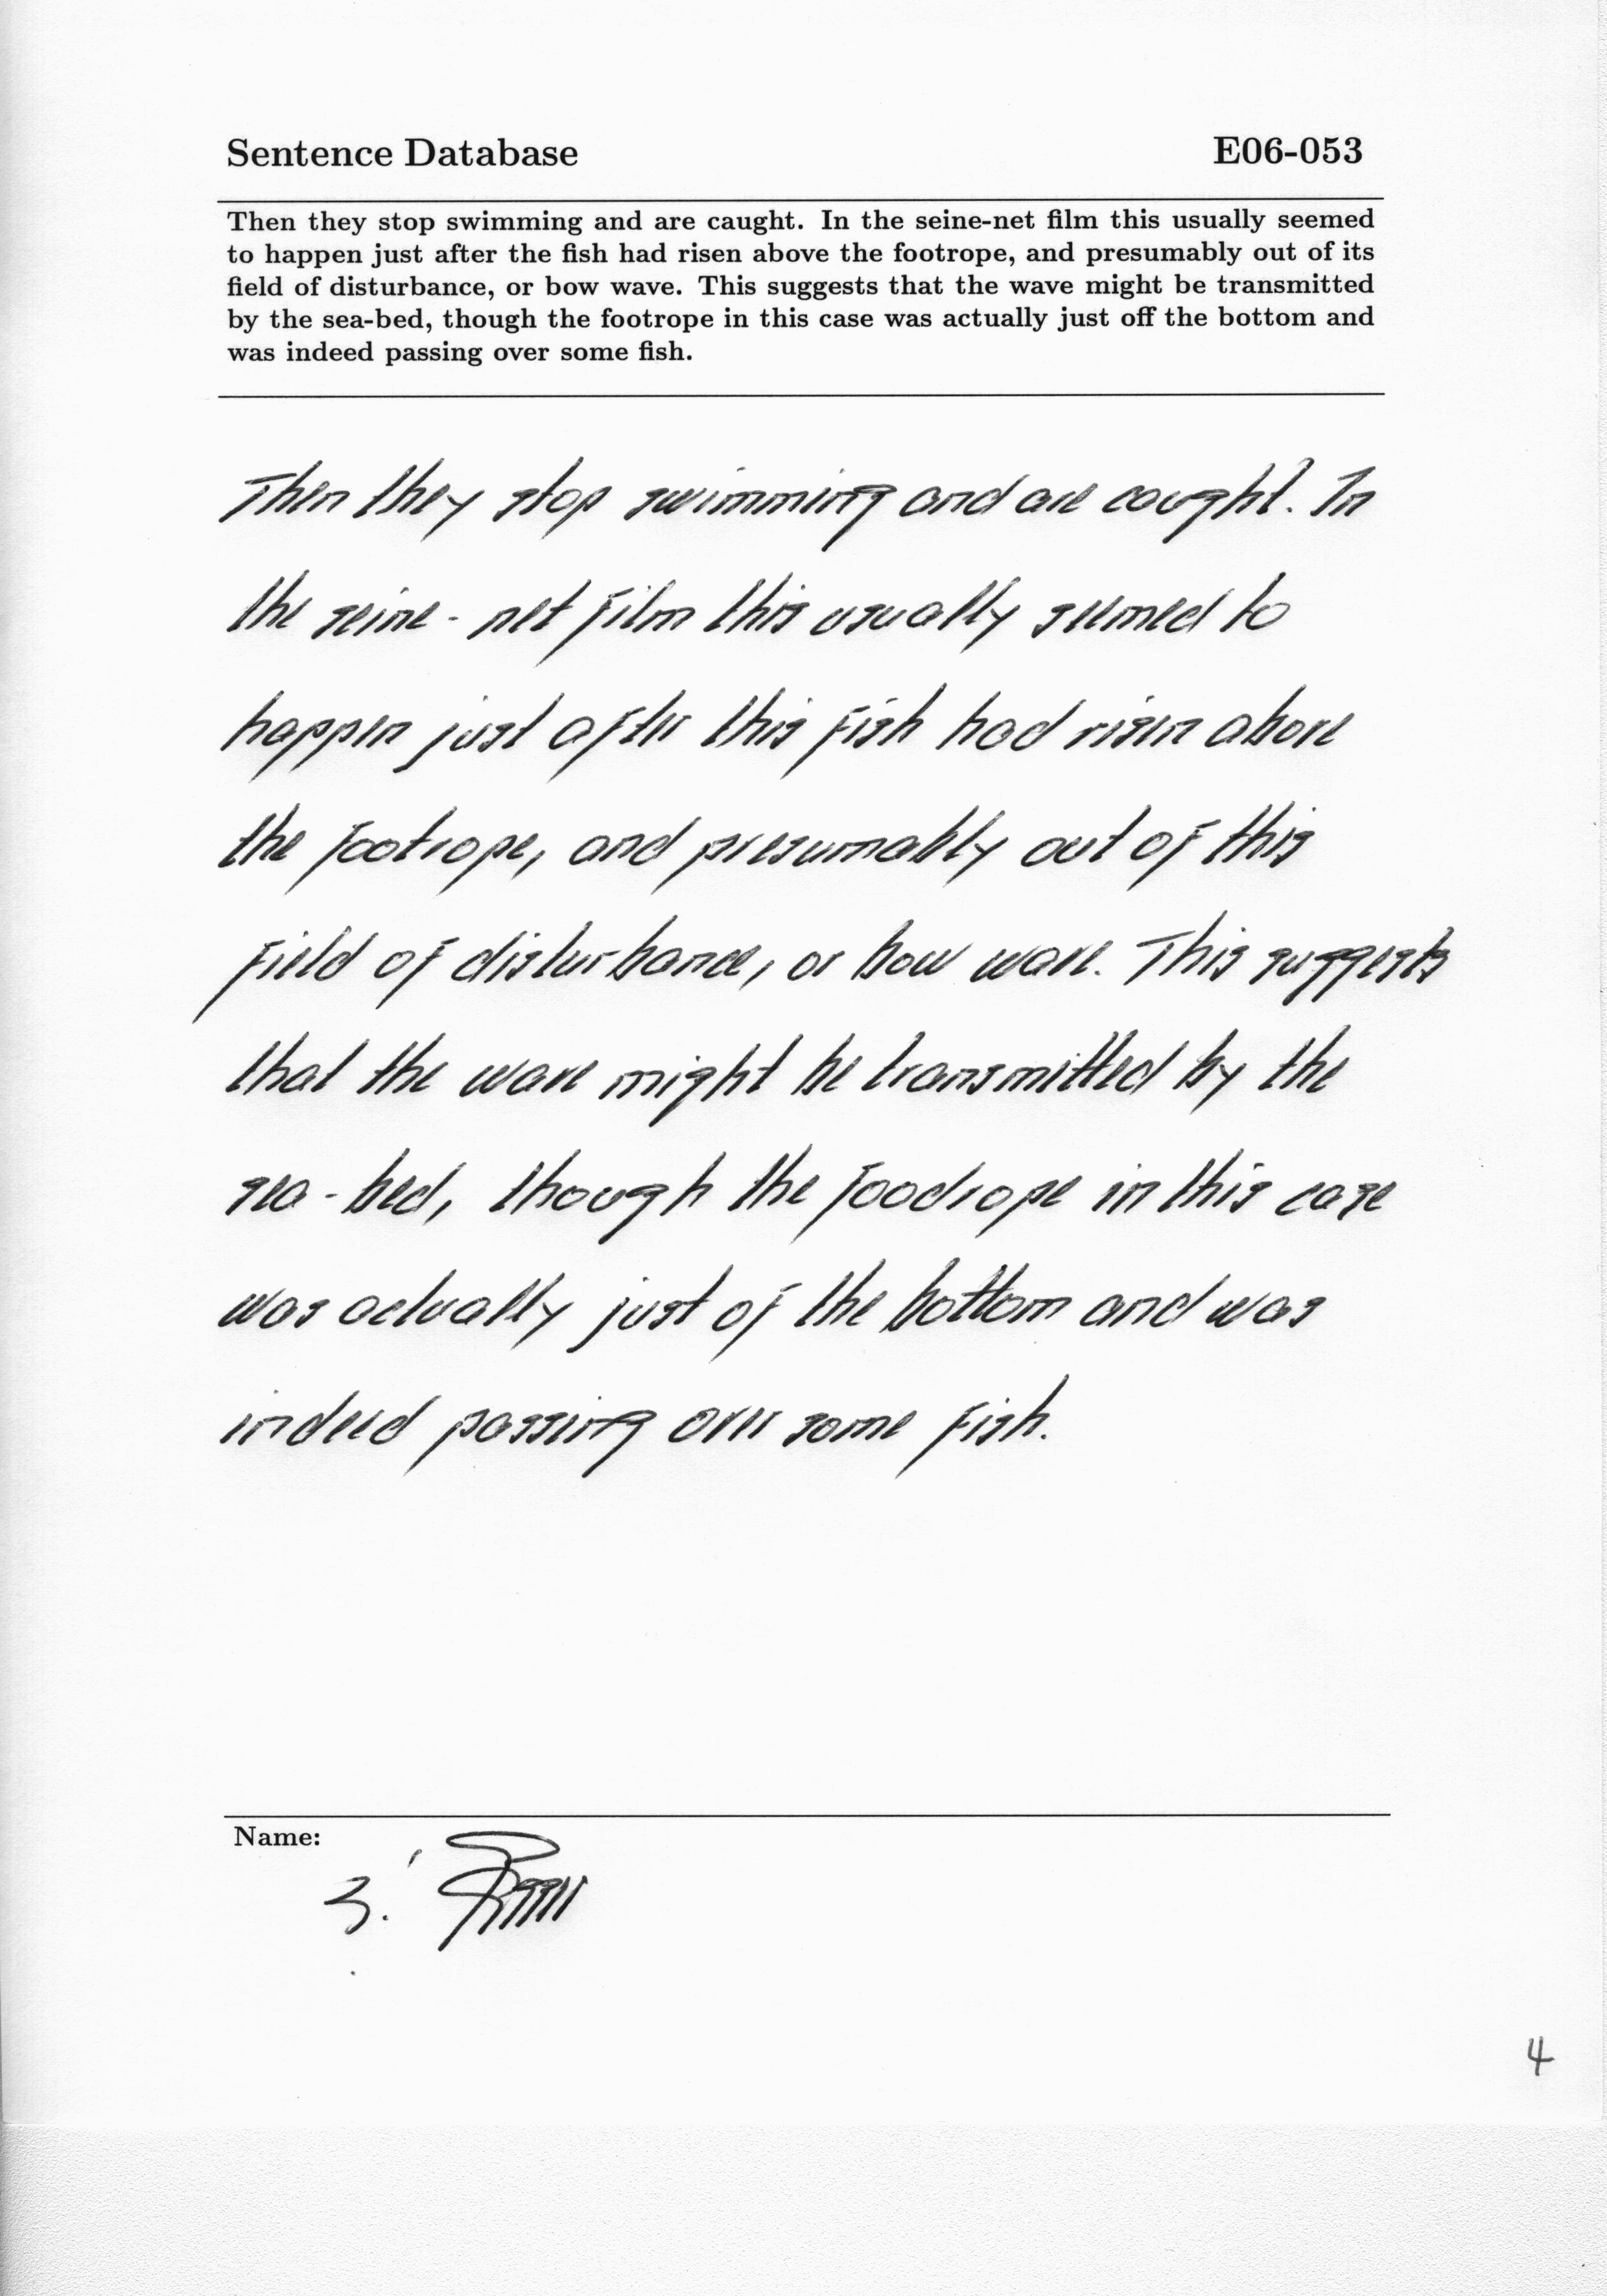 Sentence Database E06-053
Then they stop swimming and are caught. In the seine-net film this usually seemed
to happen just after the fish had risen above the footrope, and presumably out of its
field of disturbance, or bow wave. This suggests that the wave might be transmitted
by the sea-bed, though the footrope in this case was actually just off the bottom and
was indeed passing over some fish.
Then they stop swimming and are caught. In
the seine - net film this usually seemed to
happen just after this fish had risen above
the footrope, and presumably out of this
field of disturbance, or bow wave. This suggests
that the wave might be transmitted by the
sea - bed, though the foodrope in this case
was actually just of the bottom and was
indeed passing over some fish.
Name:
4